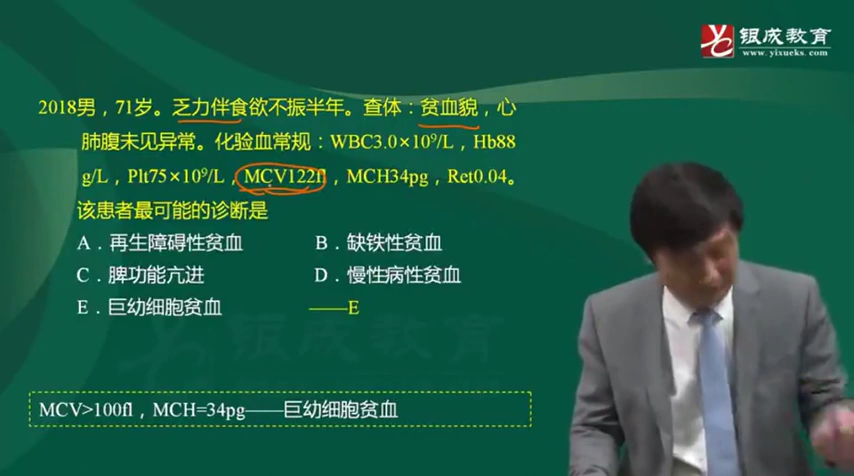 银成教育
www.yixueks.com
2018男，71岁。乏力伴食欲不振半年。查体：贫血貌，心
肺腹未见异常。化验血常规：WBC3.0×10⁹/L，Hb88
g/L，Plt75×10⁹/L，MCV122fl，MCH34pg，Ret0.04。
该患者最可能的诊断是
A．再生障碍性贫血 B．缺铁性贫血
C．脾功能亢进 D．慢性病性贫血
E．巨幼细胞贫血 ——E
银成教育
MCV>100fl，MCH=34pg——巨幼细胞贫血